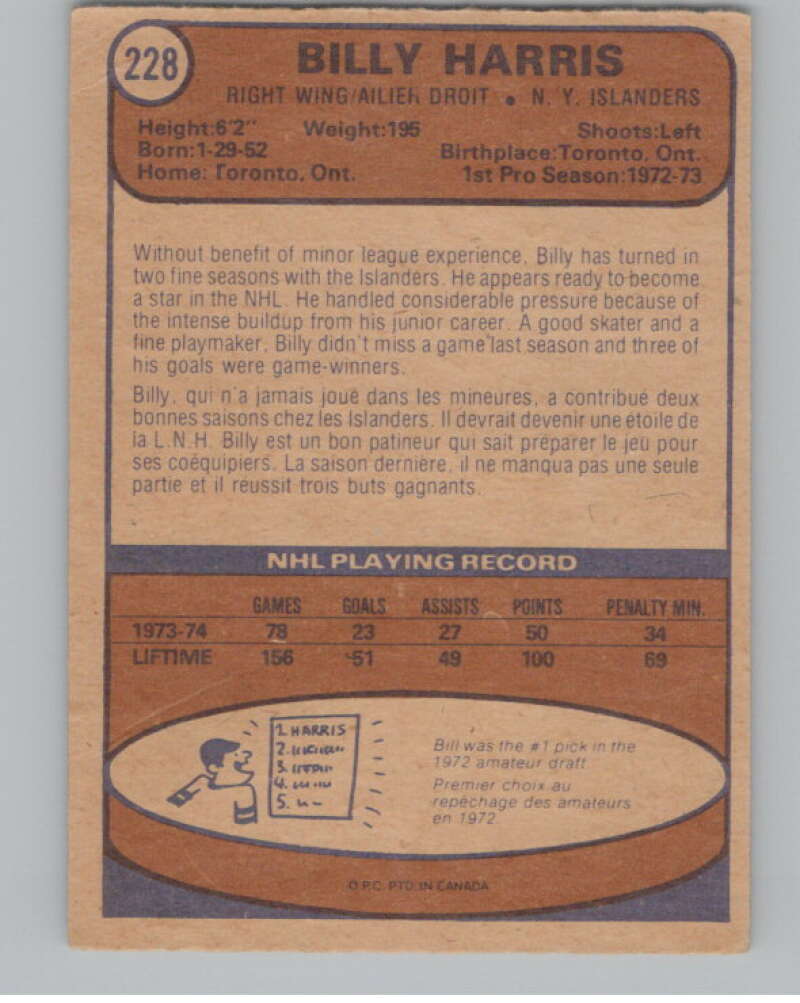 228
BILLY HARRIS
RIGHT WING/AILIER DROIT • N. Y. ISLANDERS
Height:6'2" Weight:195 Shoots:Left
Born:1-29-52 Birthplace:Toronto, Ont.
Home: Toronto, Ont. 1st Pro Season:1972-73
Without benefit of minor league experience, Billy has turned in
two fine seasons with the Islanders. He appears ready to become
a star in the NHL. He handled considerable pressure because of
the intense buildup from his junior career. A good skater and a
fine playmaker, Billy didn't miss a game last season and three of
his goals were game-winners.
Billy, qui n'a jamais joué dans les mineures, a contribué deux
bonnes saisons chez les Islanders. Il devrait devenir une étoile de
la L.N.H. Billy est un bon patineur qui sait préparer le jeu pour
ses coéquipiers. La saison dernière, il ne manqua pas une seule
partie et il réussit trois buts gagnants.
NHL PLAYING RECORD
GAMES GOALS ASSISTS POINTS PENALTY MIN.
1973-74 78 23 27 50 34
LIFTIME 156 51 49 100 69
1. HARRIS
2.
3.
4.
5.
Bill was the #1 pick in the
1972 amateur draft
Premier choix au
repêchage des amateurs
en 1972
O.P.C. PTD. IN CANADA